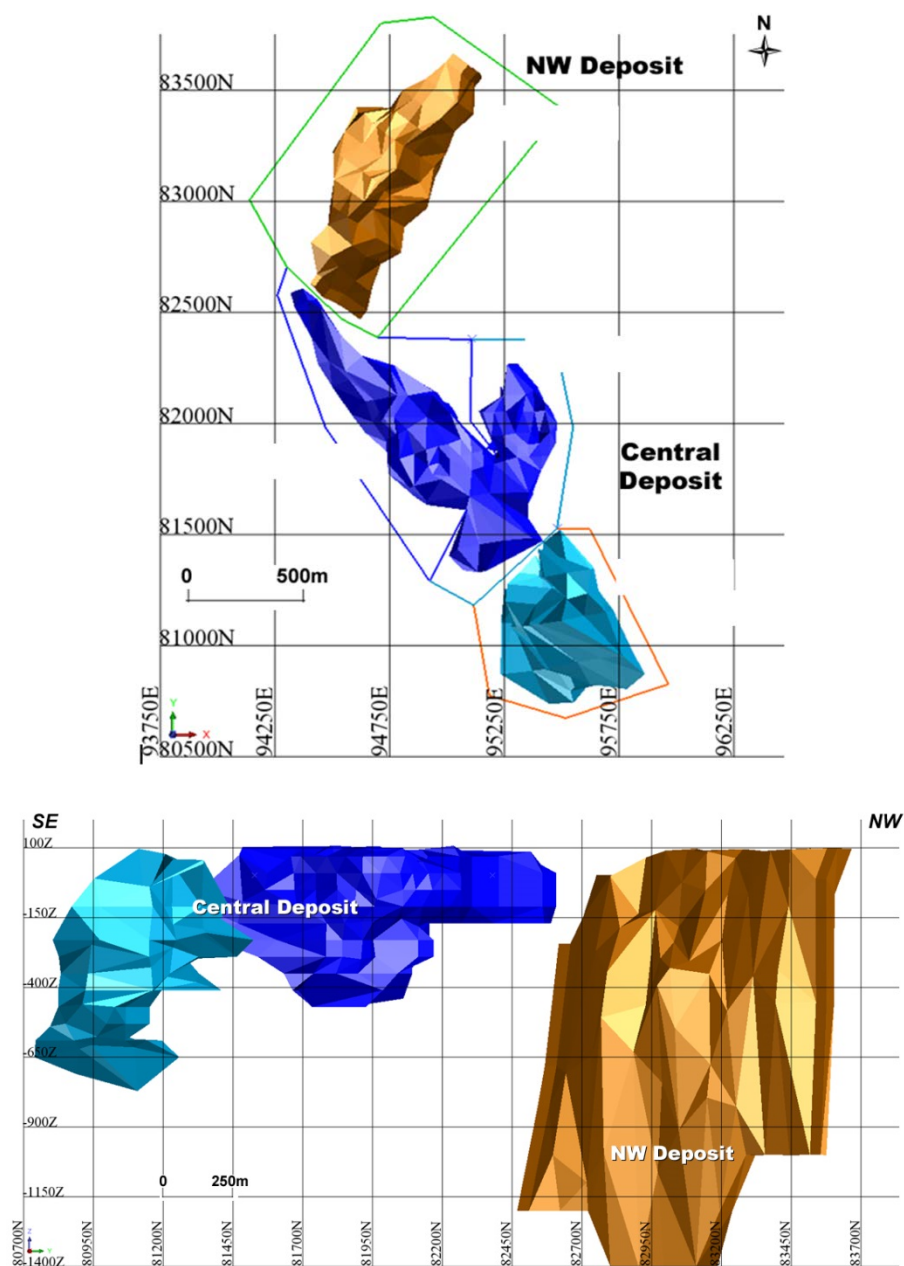 N
NW Deposit
83500N
83000N
82500N
82000N
Central
Deposit
81500N
0 500m
81000N
Y
X
80500N
93750E 94250E 94750E 95250E 95750E 96250E
SE NW
100Z
Central Deposit
-150Z
-400Z
-650Z
-900Z
NW Deposit
0 250m
-1150Z
Z
Y
-1400Z
80700N 80950N 81200N 81450N 81700N 81950N 82200N 82450N 82700N 82950N 83200N 83450N 83700N